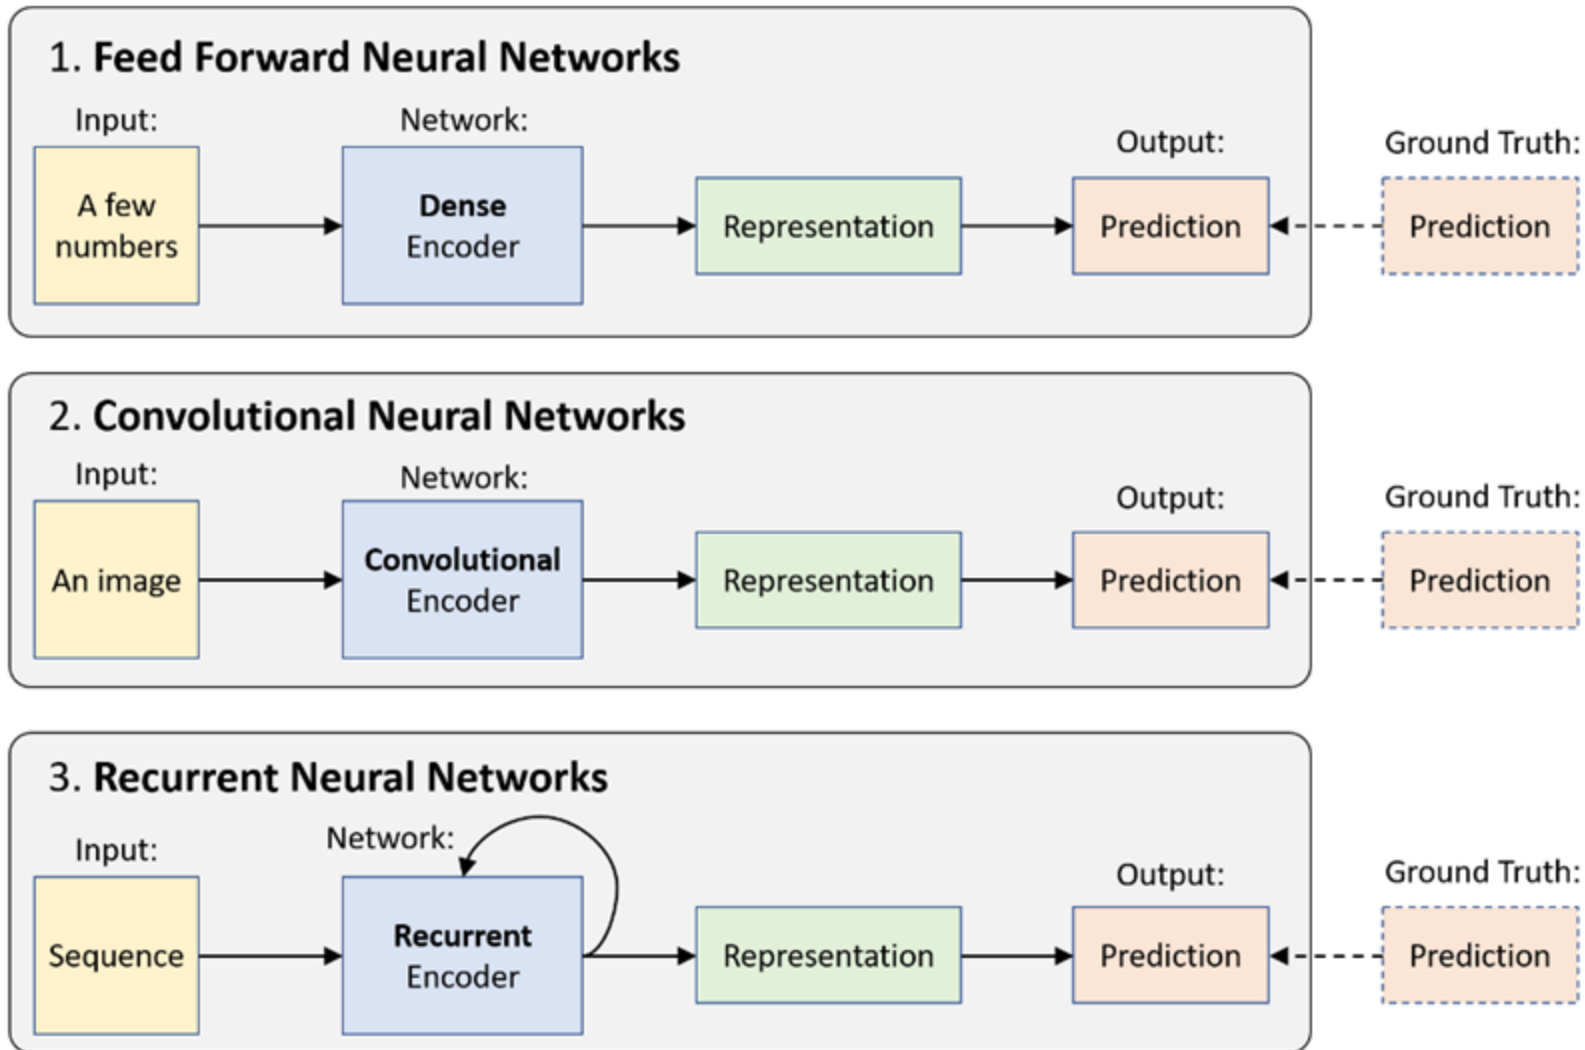 1. Feed Forward Neural Networks
Input:
Network:
Output:
Ground Truth:
A few
numbers
Dense
Encoder
Representation
Prediction
Prediction
2. Convolutional Neural Networks
Input:
Network:
Output:
Ground Truth:
An image
Convolutional
Encoder
Representation
Prediction
Prediction
3. Recurrent Neural Networks
Input:
Network:
Output:
Ground Truth:
Sequence
Recurrent
Encoder
Representation
Prediction
Prediction